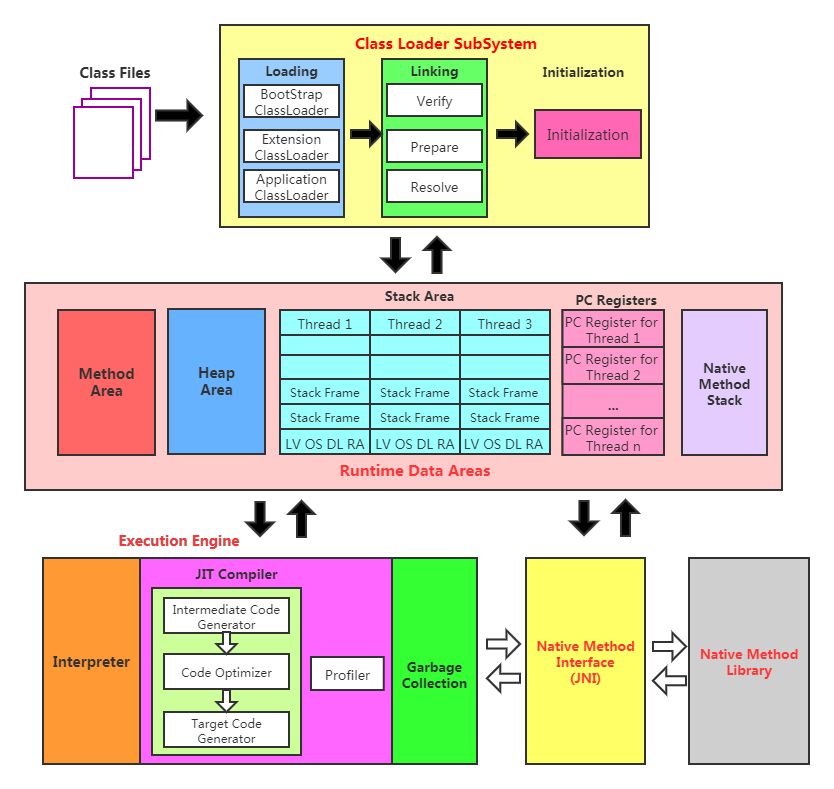 Class Loader SubSystem
Class Files
Loading
BootStrap
ClassLoader
Extension
ClassLoader
Application
ClassLoader
Linking
Verify
Prepare
Resolve
Initialization
Initialization
Stack Area
PC Registers
Method
Area
Heap
Area
Thread 1
Thread 2
Thread 3
Stack Frame
Stack Frame
Stack Frame
Stack Frame
Stack Frame
Stack Frame
LV OS DL RA
LV OS DL RA
LV OS DL RA
PC Register for
Thread 1
PC Register for
Thread 2
...
PC Register for
Thread n
Native
Method
Stack
Runtime Data Areas
Execution Engine
Interpreter
JIT Compiler
Intermediate Code
Generator
Code Optimizer
Target Code
Generator
Profiler
Garbage
Collection
Native Method
Interface
(JNI)
Native Method
Library